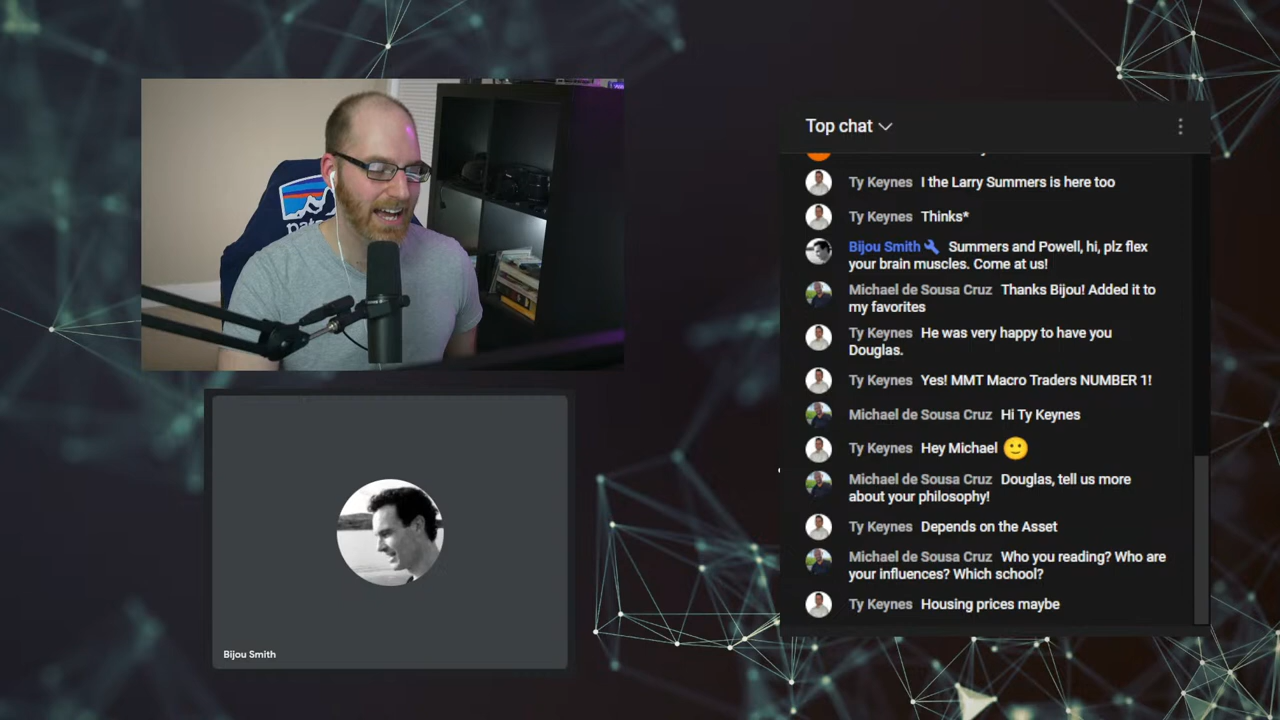 Top chat
Ty Keynes I the Larry Summers is here too
Ty Keynes Thinks*
Bijou Smith Summers and Powell, hi, plz flex
your brain muscles. Come at us!
Michael de Sousa Cruz Thanks Bijou! Added it to
my favorites
Ty Keynes He was very happy to have you
Douglas.
Ty Keynes Yes! MMT Macro Traders NUMBER 1!
Michael de Sousa Cruz Hi Ty Keynes
Ty Keynes Hey Michael 🙂
Michael de Sousa Cruz Douglas, tell us more
about your philosophy!
Ty Keynes Depends on the Asset
Michael de Sousa Cruz Who you reading? Who are
your influences? Which school?
Ty Keynes Housing prices maybe
Bijou Smith